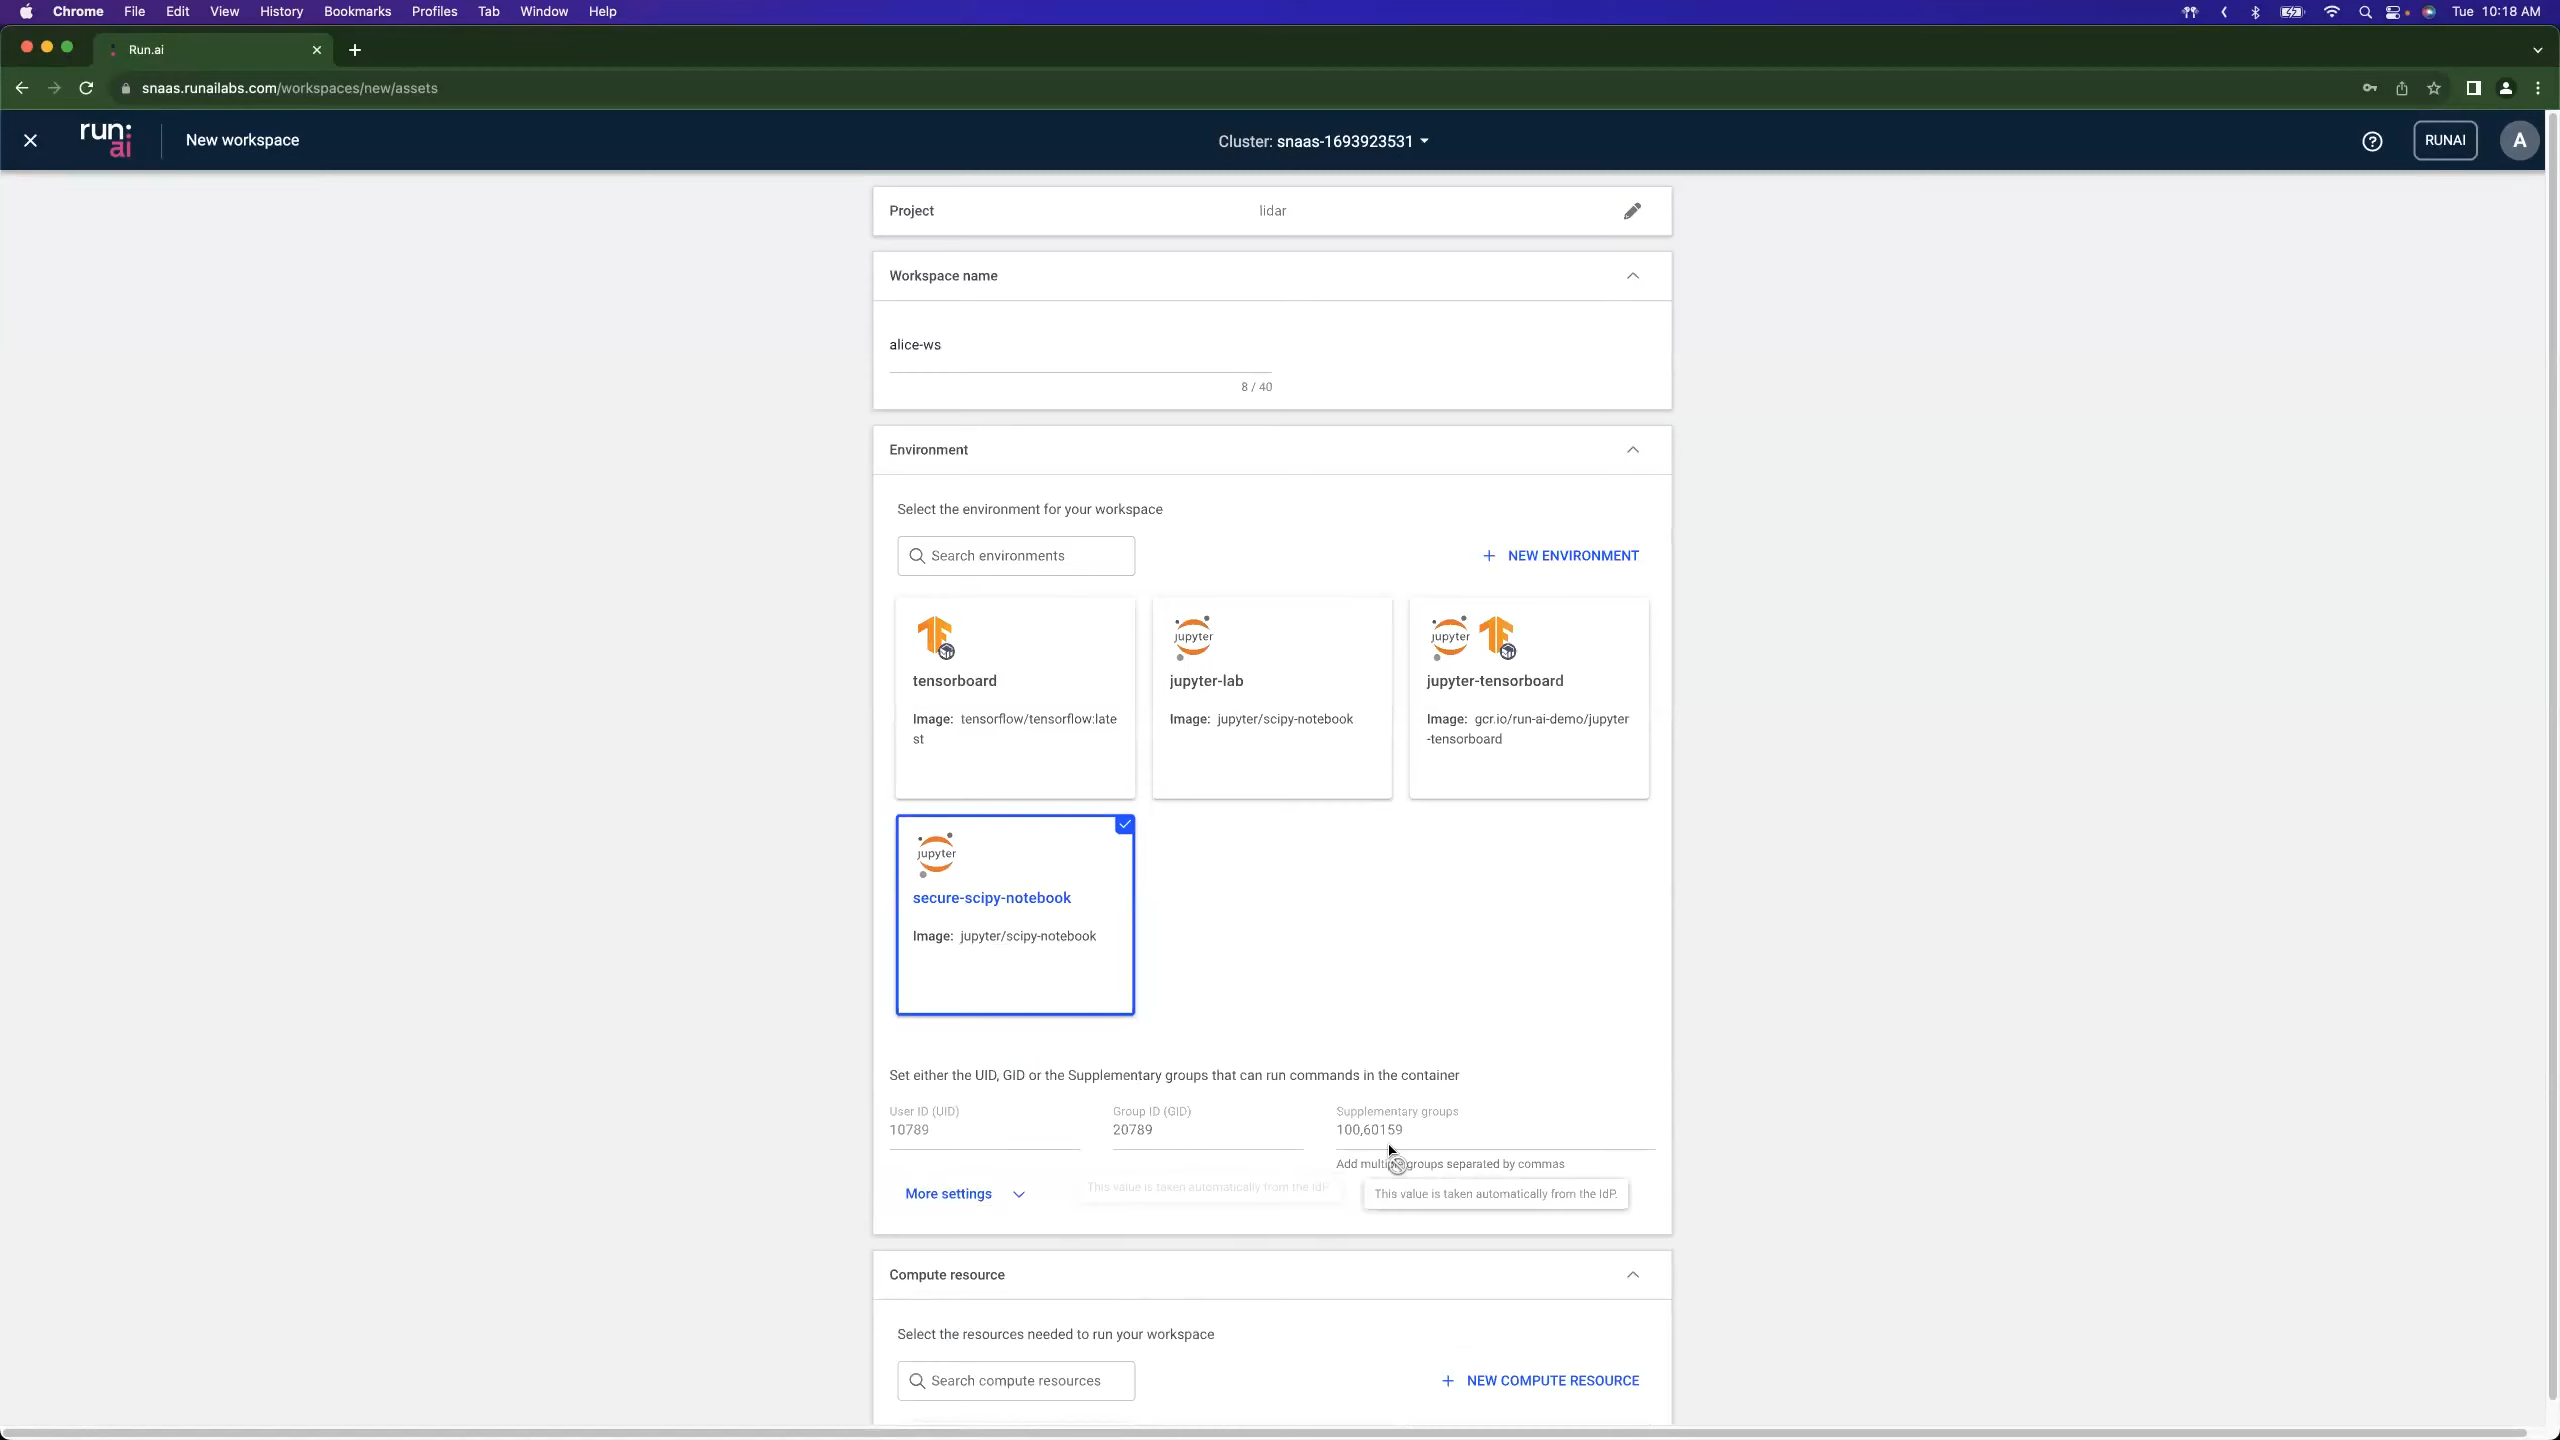 Chrome File Edit View History Bookmarks Profiles Tab Window Help Tue 10:18 AM
Run.ai
snaas.runailabs.com/workspaces/new/assets
run:
ai
New workspace
Cluster: snaas-1693923531
RUNAI
A
Project lidar
Workspace name
alice-ws
8 / 40
Environment
Select the environment for your workspace
Search environments
+ NEW ENVIRONMENT
jupyter
jupyter
tensorboard
jupyter-lab
jupyter-tensorboard
Image: tensorflow/tensorflow:late
st
Image: jupyter/scipy-notebook
Image: gcr.io/run-ai-demo/jupyter
-tensorboard
jupyter
secure-scipy-notebook
Image: jupyter/scipy-notebook
Set either the UID, GID or the Supplementary groups that can run commands in the container
User ID (UID) Group ID (GID) Supplementary groups
10789 20789 100,60159
Add multiple groups separated by commas
More settings
This value is taken automatically from the IdP.
This value is taken automatically from the IdP.
Compute resource
Select the resources needed to run your workspace
Search compute resources
+ NEW COMPUTE RESOURCE